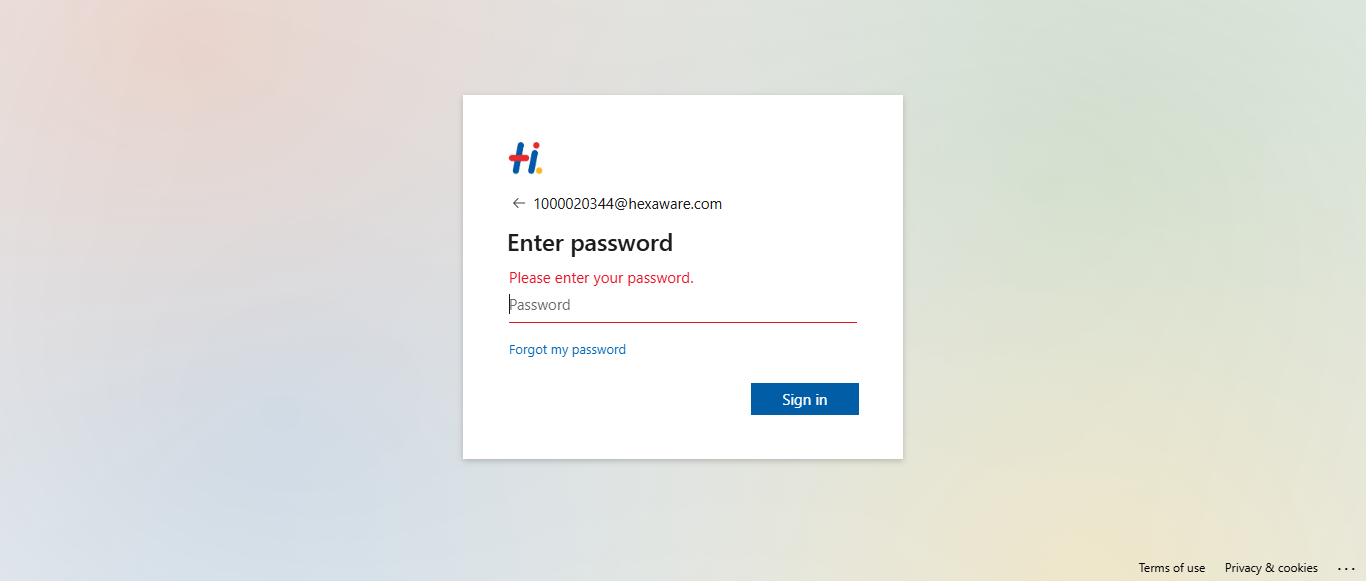 Hi.
1000020344@hexaware.com
Enter password
Please enter your password.
Password
Forgot my password
Sign in
Terms of use Privacy & cookies ...